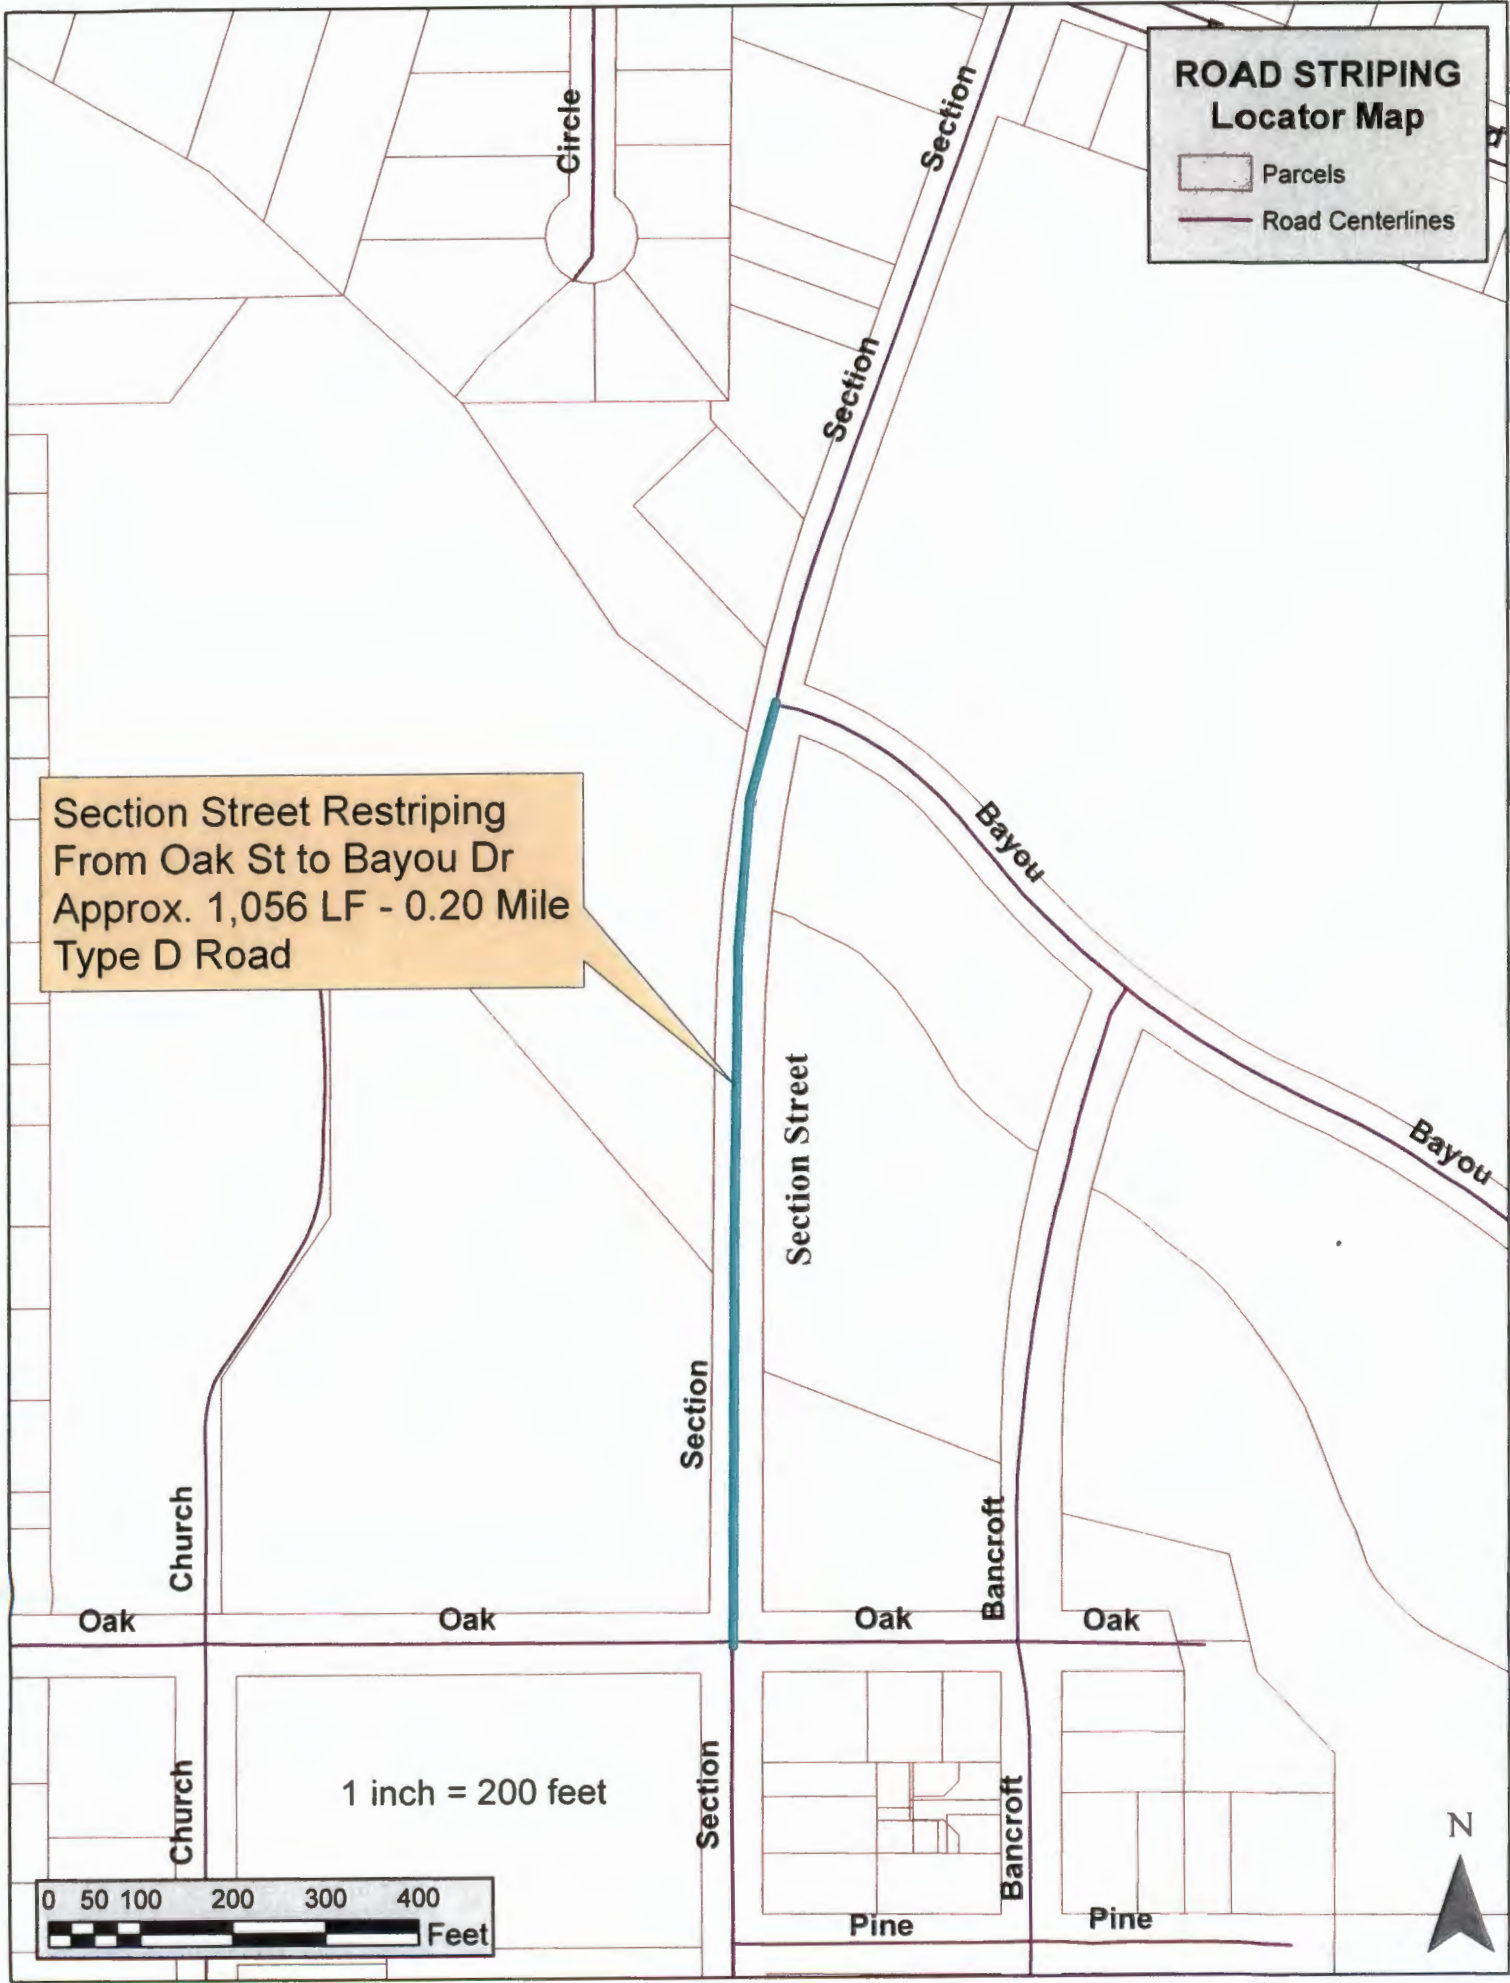 ROAD STRIPING
Locator Map
Parcels
Road Centerlines
Circle
Section
Section
Section Street Restriping
From Oak St to Bayou Dr
Approx. 1,056 LF - 0.20 Mile
Type D Road
Bayou
Bayou
Section Street
Section
Church
Bancroft
Oak
Oak
Oak
Oak
1 inch = 200 feet
Church
Section
Bancroft
N
0 50 100 200 300 400
Feet
Pine
Pine